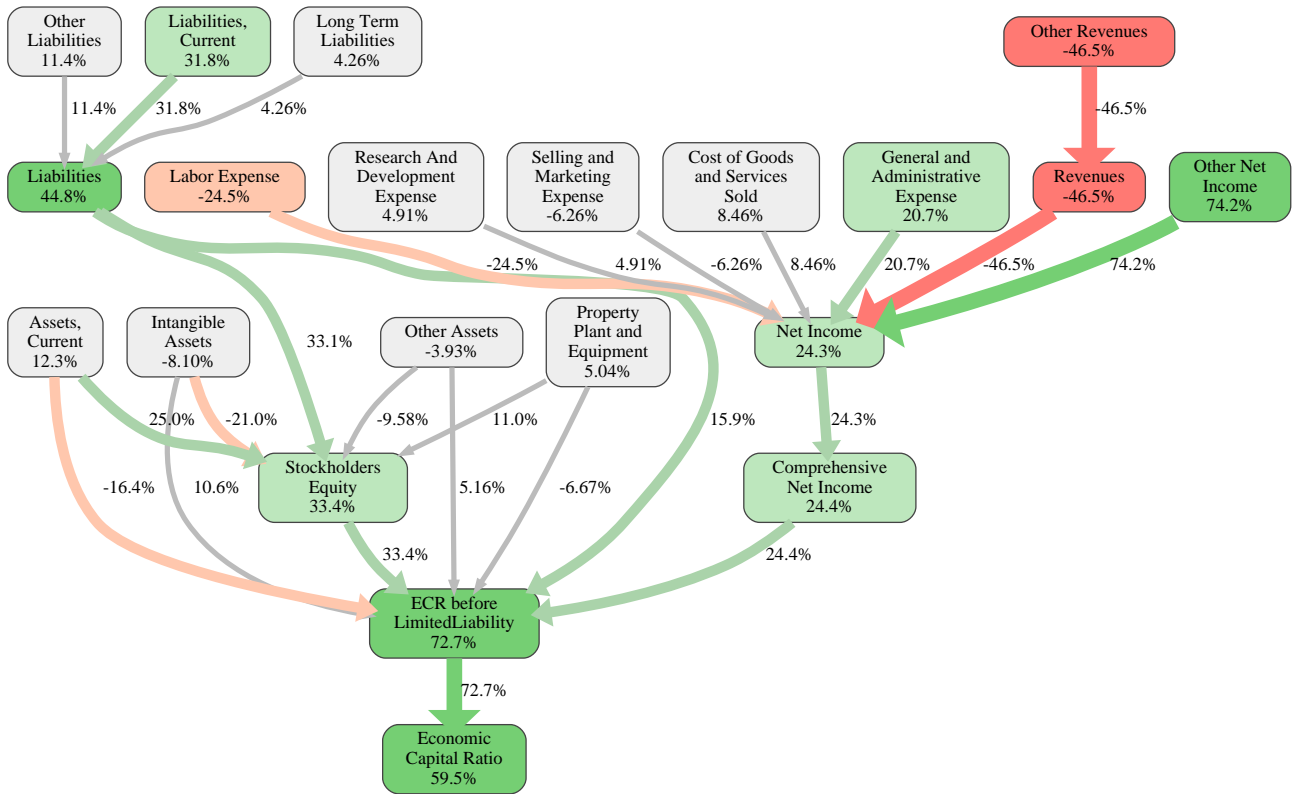 Other
Liabilities
11.4%
Liabilities,
Current
31.8%
Long Term
Liabilities
4.26%
Other Revenues
-46.5%
11.4%
31.8%
4.26%
-46.5%
Liabilities
44.8%
Labor Expense
-24.5%
Research And
Development
Expense
4.91%
Selling and
Marketing
Expense
-6.26%
Cost of Goods
and Services
Sold
8.46%
General and
Administrative
Expense
20.7%
Revenues
-46.5%
Other Net
Income
74.2%
-24.5%
4.91%
-6.26%
8.46%
20.7%
-46.5%
74.2%
Assets,
Current
12.3%
Intangible
Assets
-8.10%
33.1%
Other Assets
-3.93%
Property
Plant and
Equipment
5.04%
Net Income
24.3%
25.0%
-21.0%
-9.58%
11.0%
15.9%
24.3%
-16.4%
10.6%
Stockholders
Equity
33.4%
5.16%
-6.67%
Comprehensive
Net Income
24.4%
33.4%
24.4%
ECR before
LimitedLiability
72.7%
72.7%
Economic
Capital Ratio
59.5%